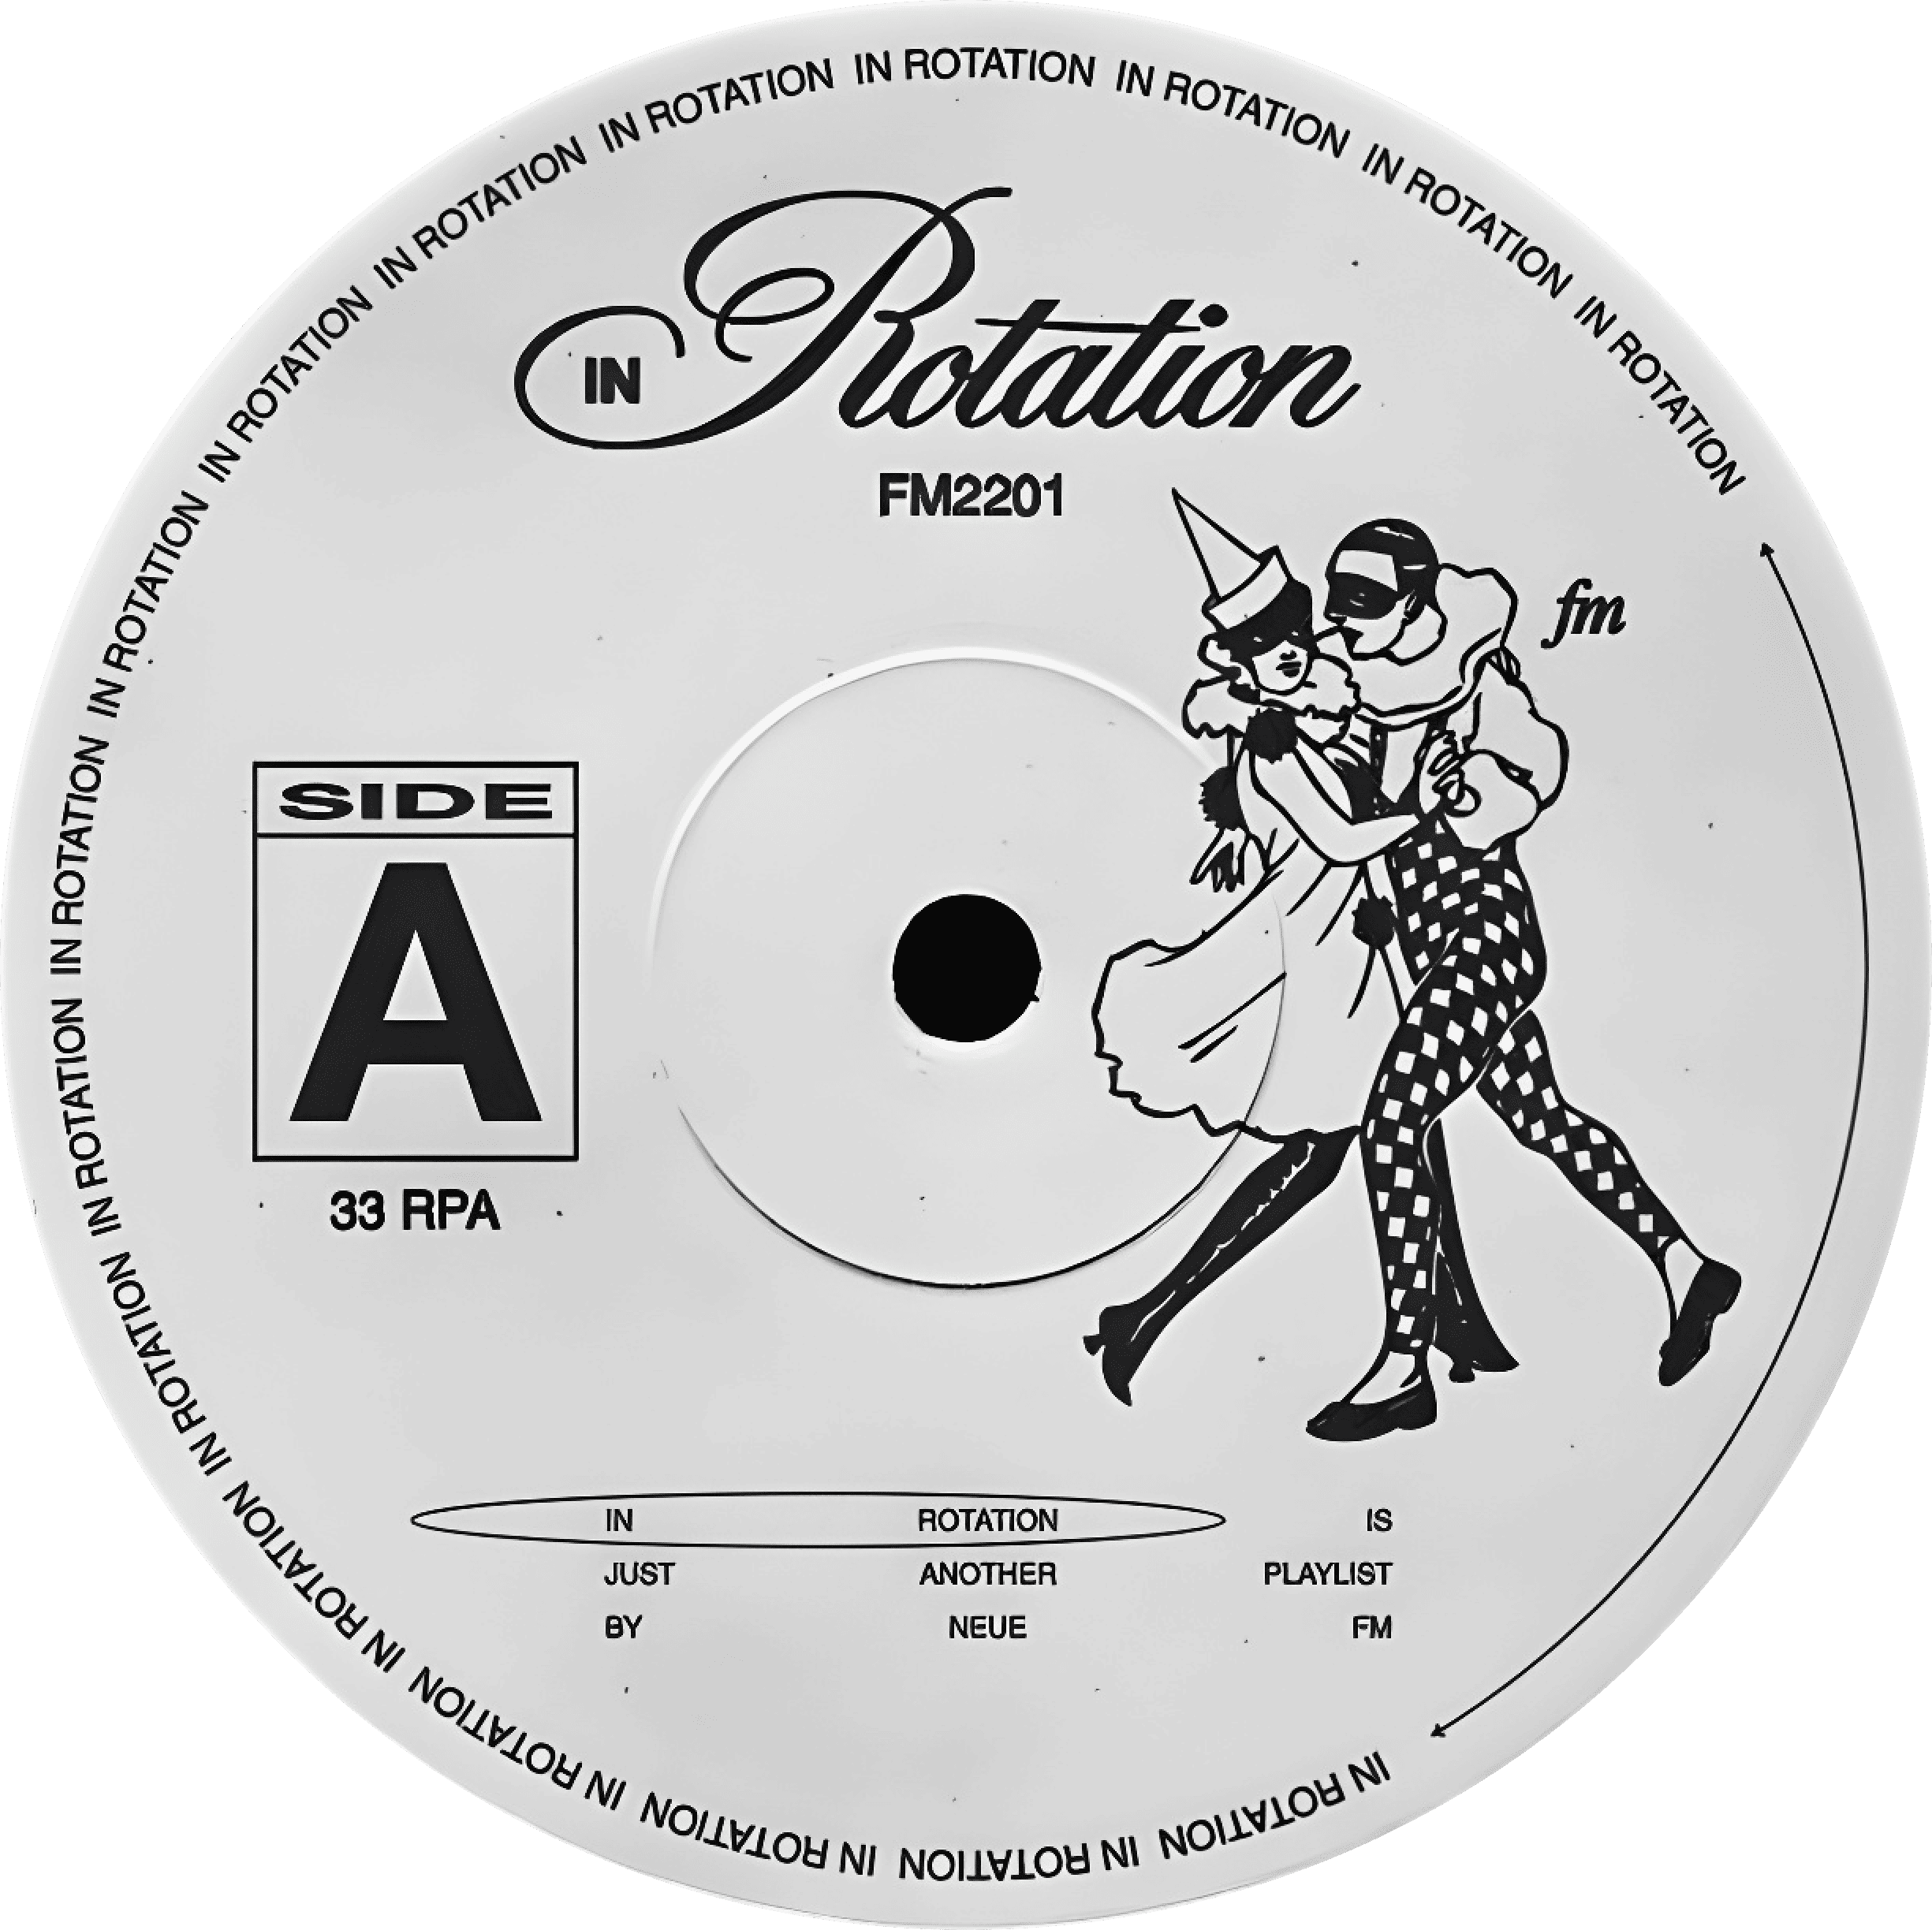 IN ROTATION IN ROTATION IN ROTATION IN ROTATION IN ROTATION IN ROTATION IN ROTATION IN ROTATION IN ROTATION IN ROTATION IN ROTATION IN ROTATION IN ROTATION IN ROTATION IN ROTATION IN ROTATION
IN Rotation
FM2201
fm
SIDE
A
33 RPA
IN ROTATION IS
JUST ANOTHER PLAYLIST
BY NEUE FM